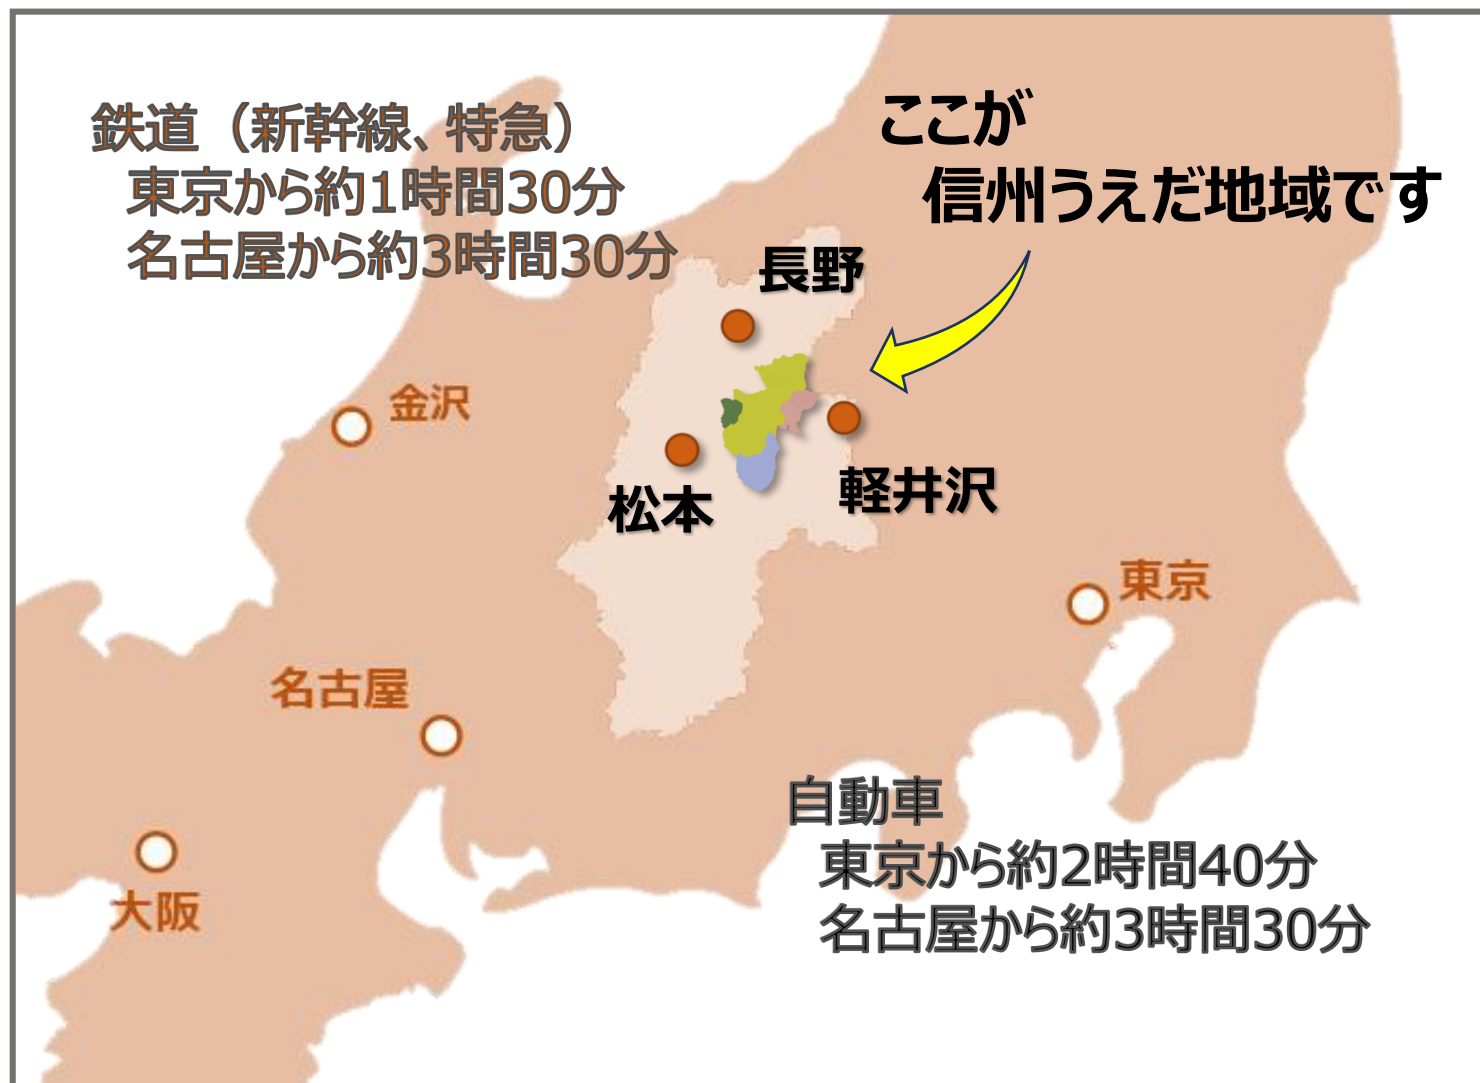 鉄道（新幹線、特急）
東京から約1時間30分
名古屋から約3時間30分
ここが
信州うえだ地域です
長野
金沢
松本
軽井沢
東京
名古屋
大阪
自動車
東京から約2時間40分
名古屋から約3時間30分